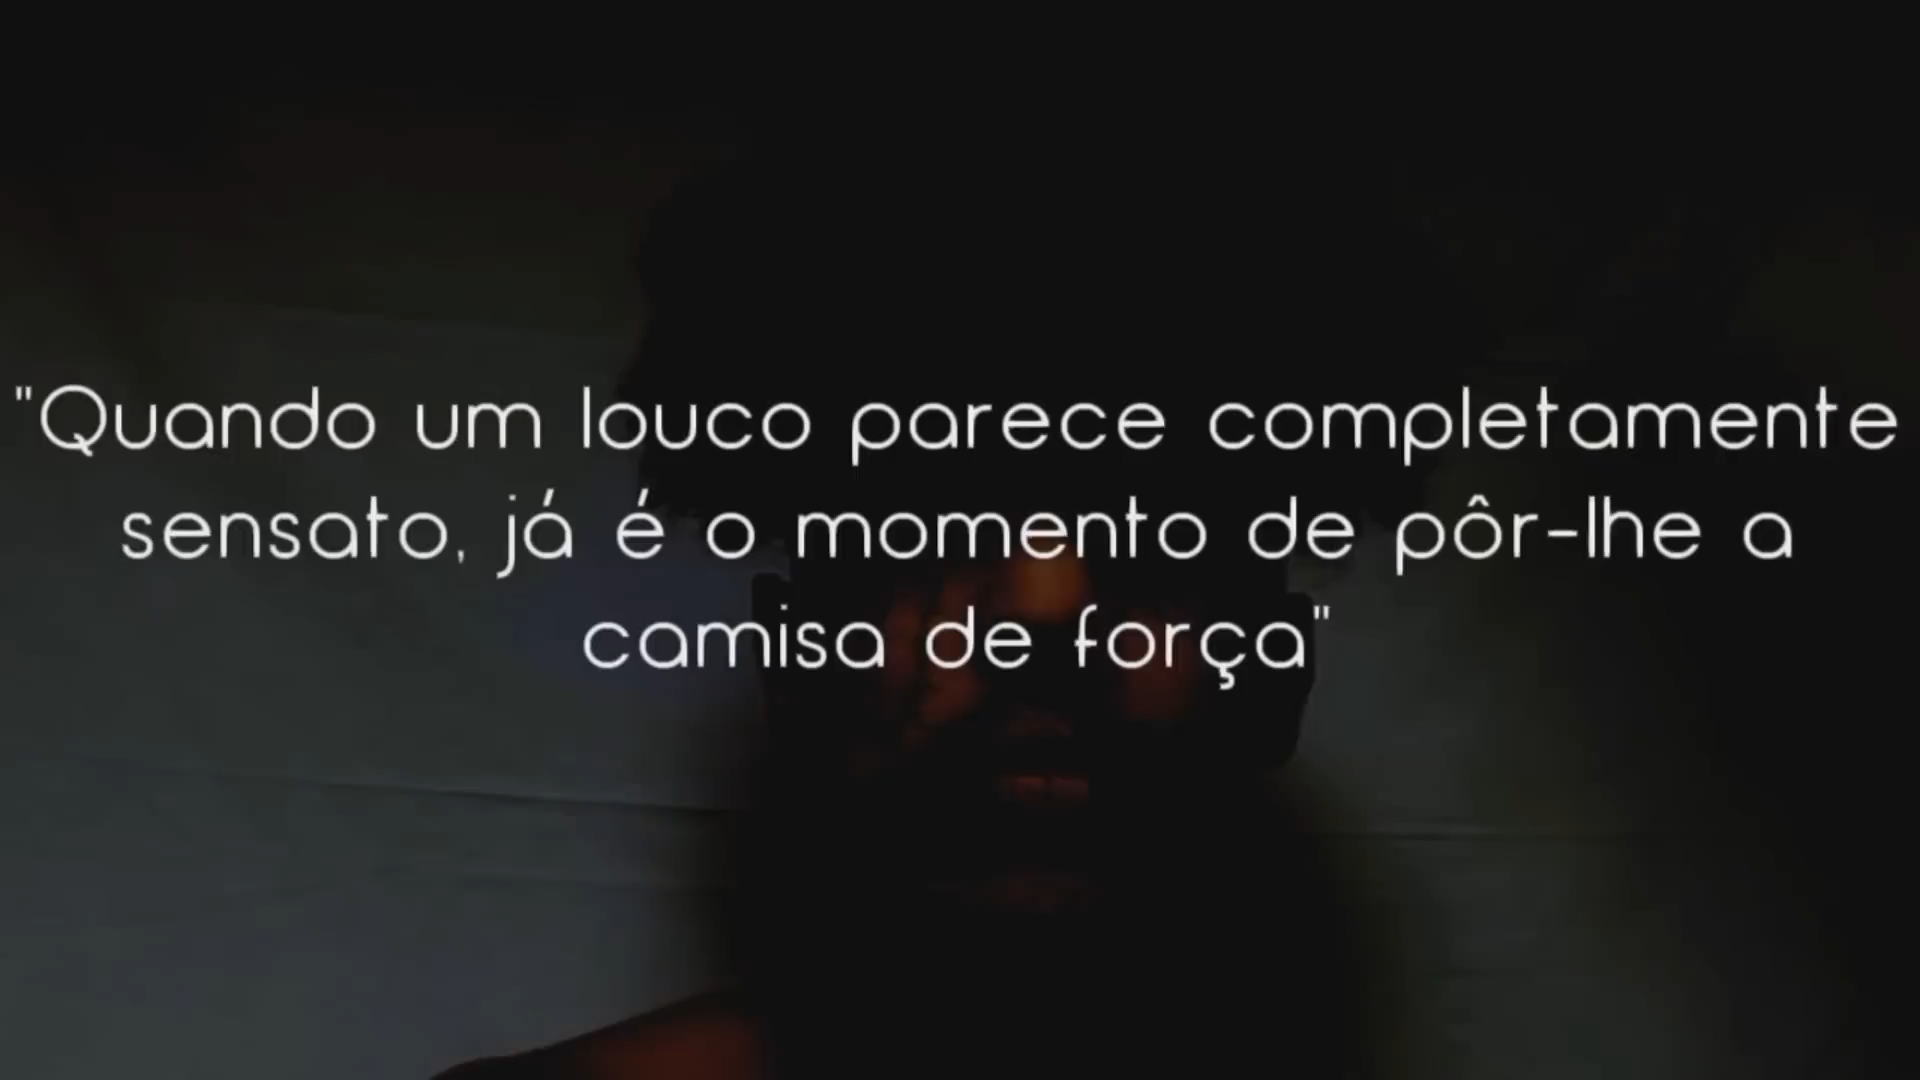 "Quando um louco parece completamente
sensato, já é o momento de pôr-lhe a
camisa de força"